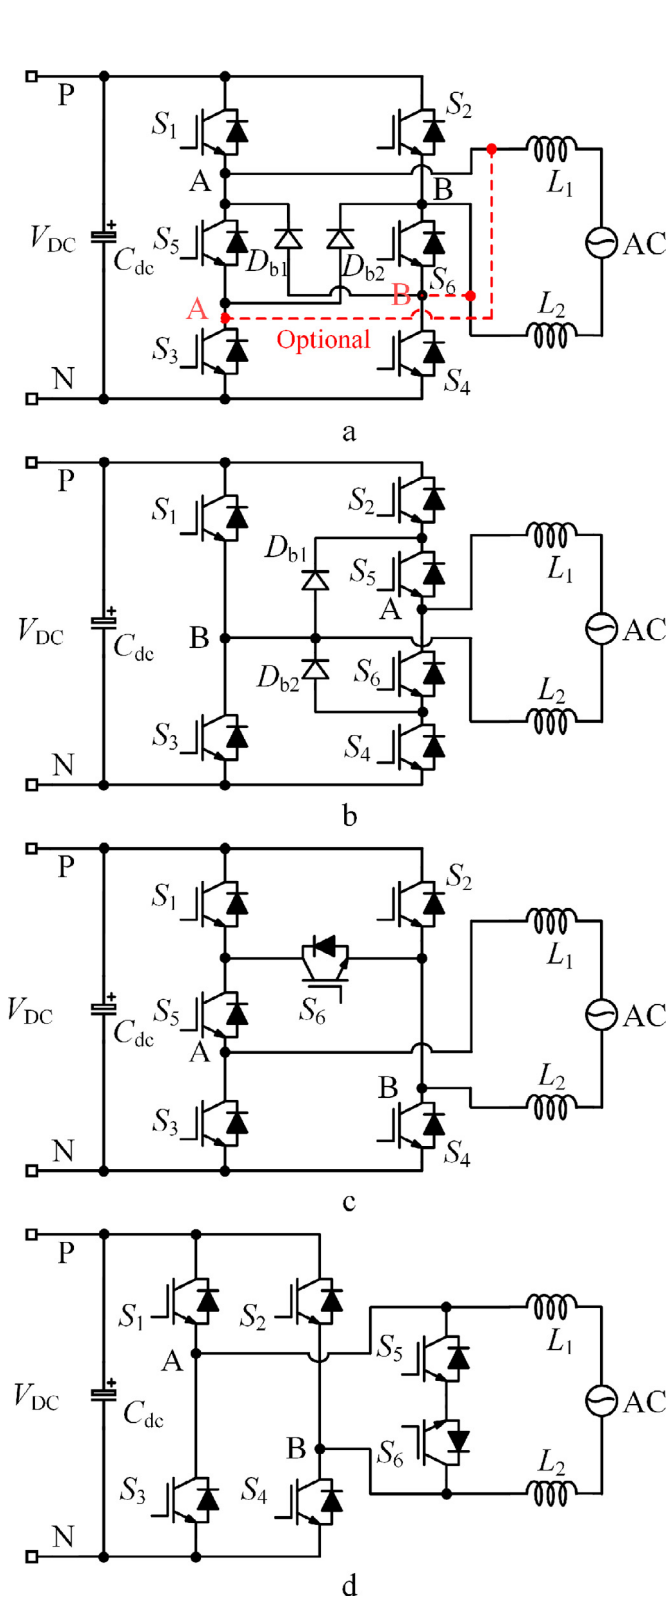 P
S2
S1
A
B
L1
VDC
Cdc
S5
Db1
Db2
S6
AC
A
B
L2
Optional
S3
S4
N
a
P
S2
S1
Db1
S5
L1
A
VDC
Cdc
B
AC
Db2
S6
L2
S3
S4
N
b
P
S1
S2
L1
VDC
Cdc
S5
S6
AC
A
B
L2
S3
S4
N
c
P
S1
S2
L1
A
S5
VDC
Cdc
AC
B
S6
L2
S3
S4
N
d